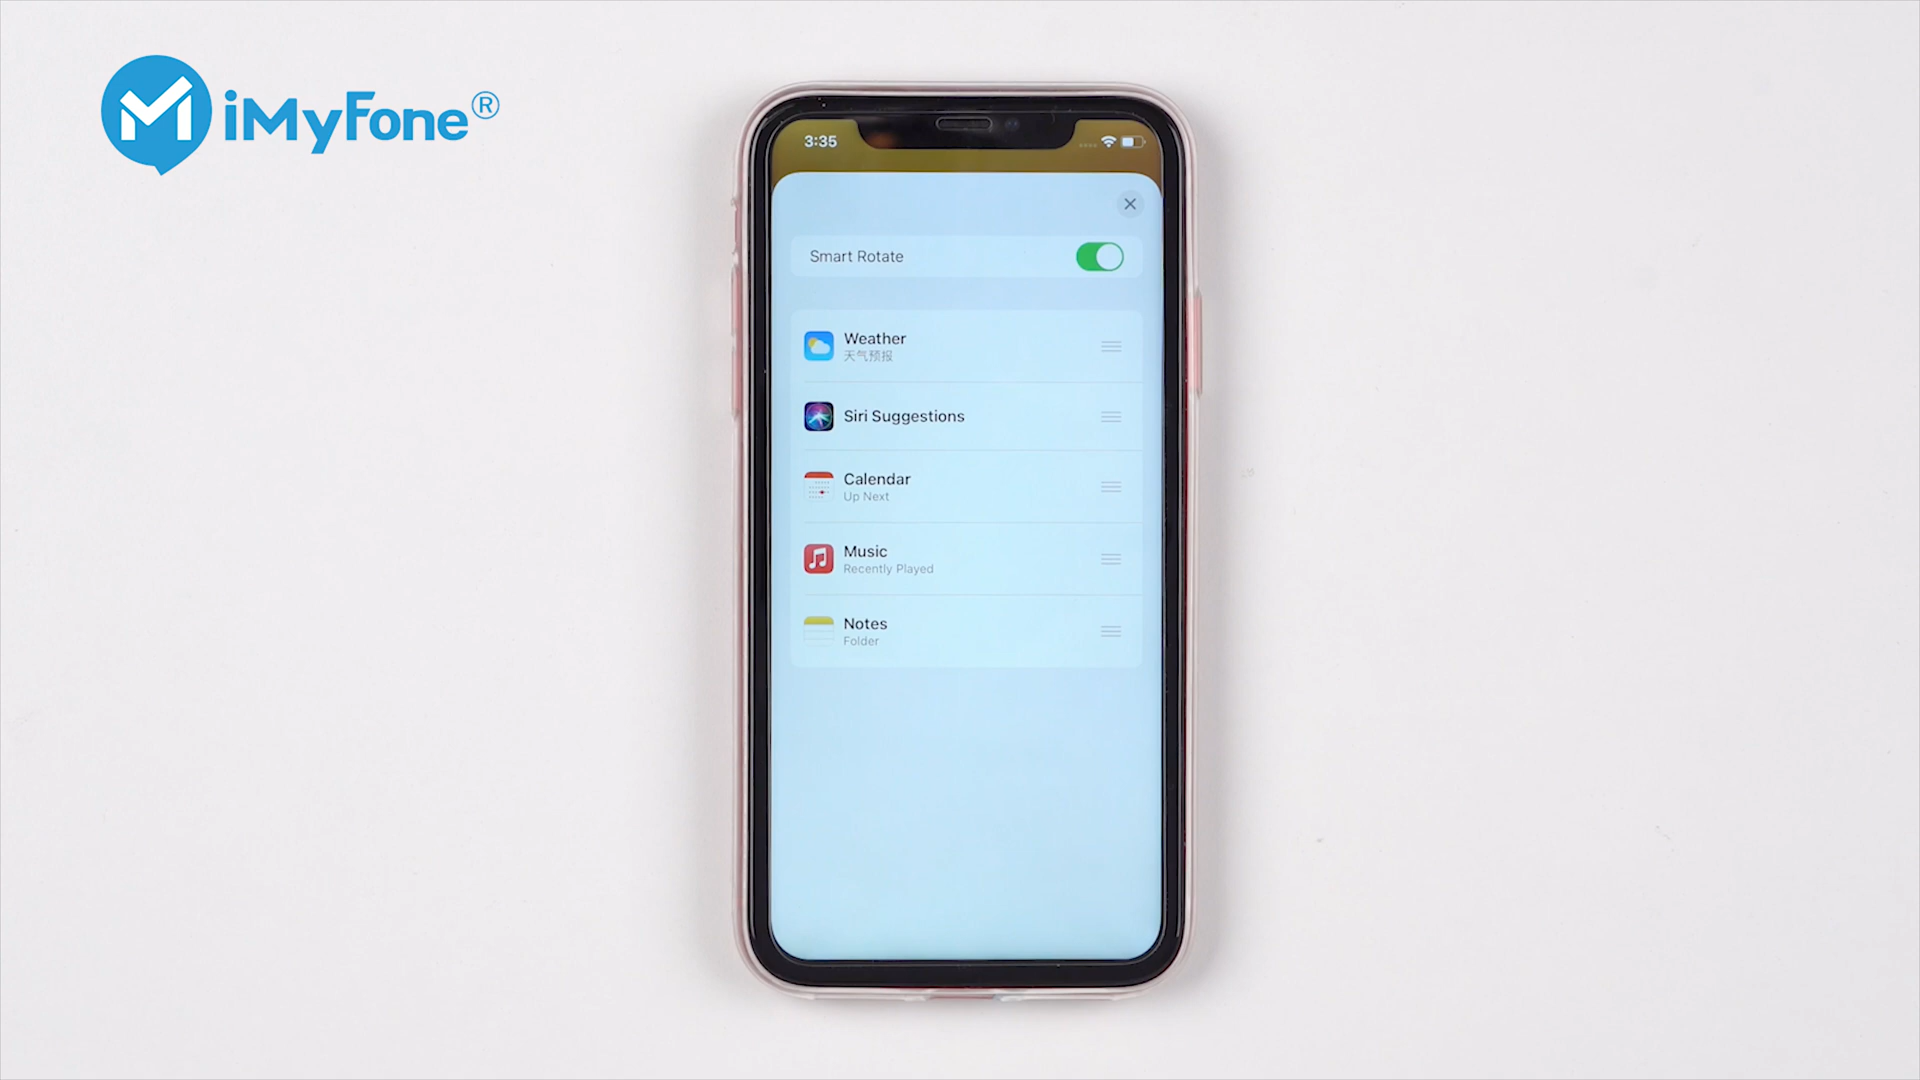 iMyFone®
3:35
Smart Rotate
Weather
天气预报
Siri Suggestions
Calendar
Up Next
Music
Recently Played
Notes
Folder